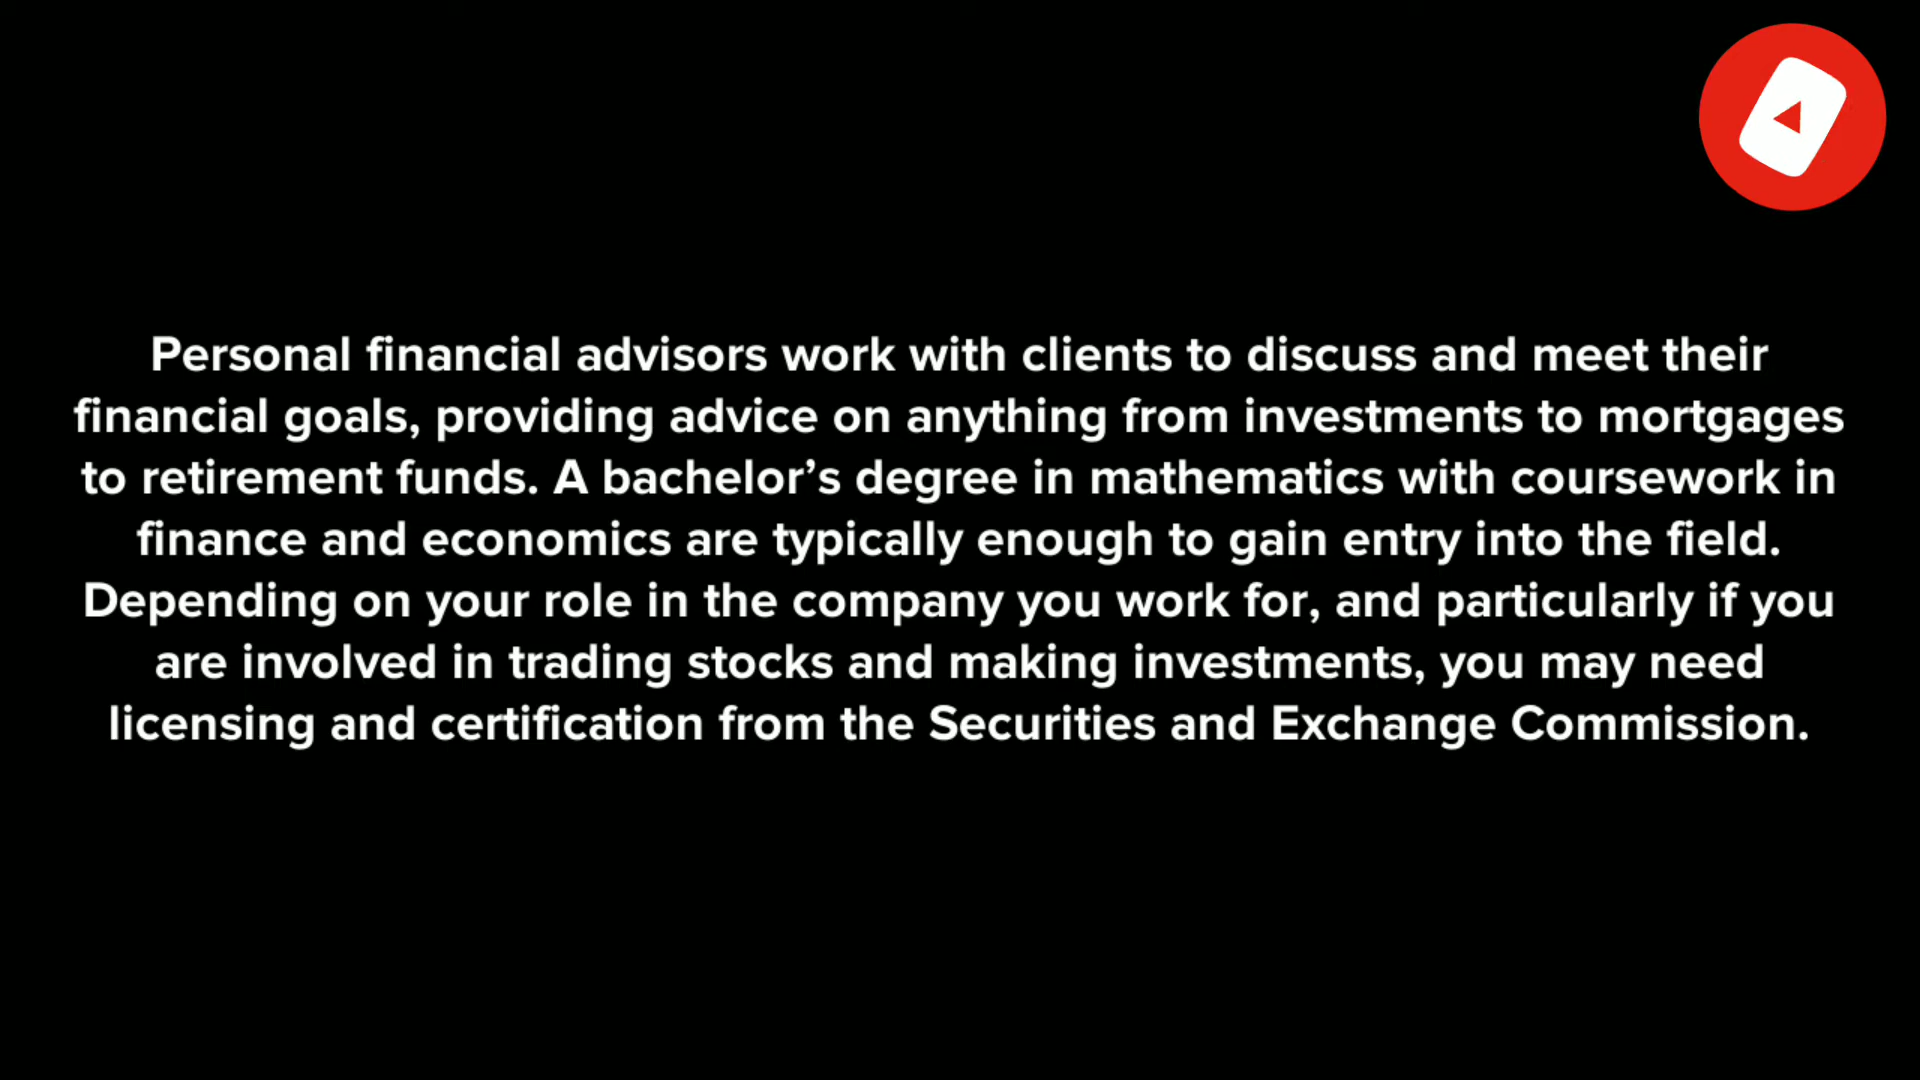 Personal financial advisors work with clients to discuss and meet their
financial goals, providing advice on anything from investments to mortgages
to retirement funds. A bachelor’s degree in mathematics with coursework in
finance and economics are typically enough to gain entry into the field.
Depending on your role in the company you work for, and particularly if you
are involved in trading stocks and making investments, you may need
licensing and certification from the Securities and Exchange Commission.